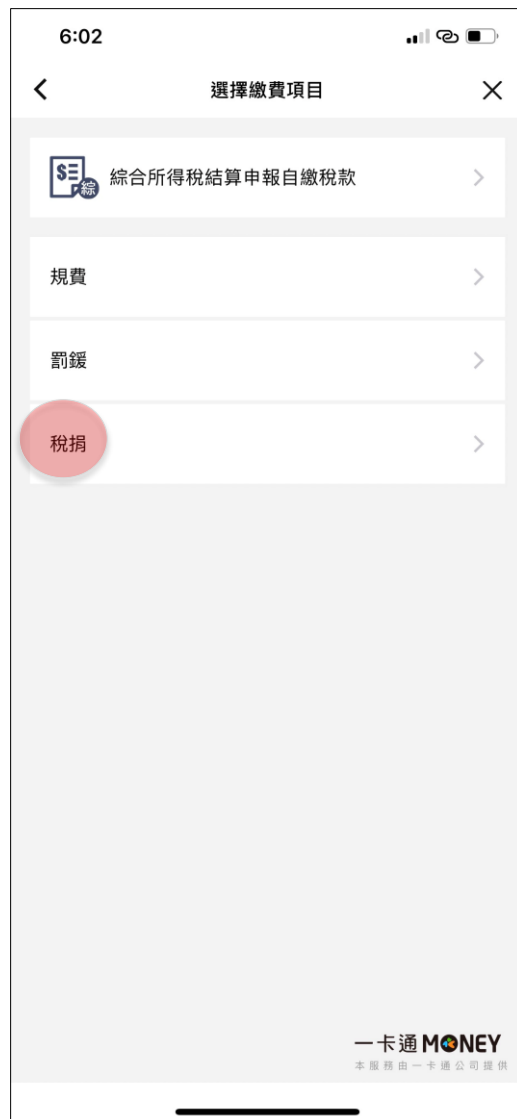 6:02
選擇繳費項目
綜合所得稅結算申報自繳稅款
綜
規費
罰鍰
稅捐
一卡通 MONEY
本服務由一卡通公司提供